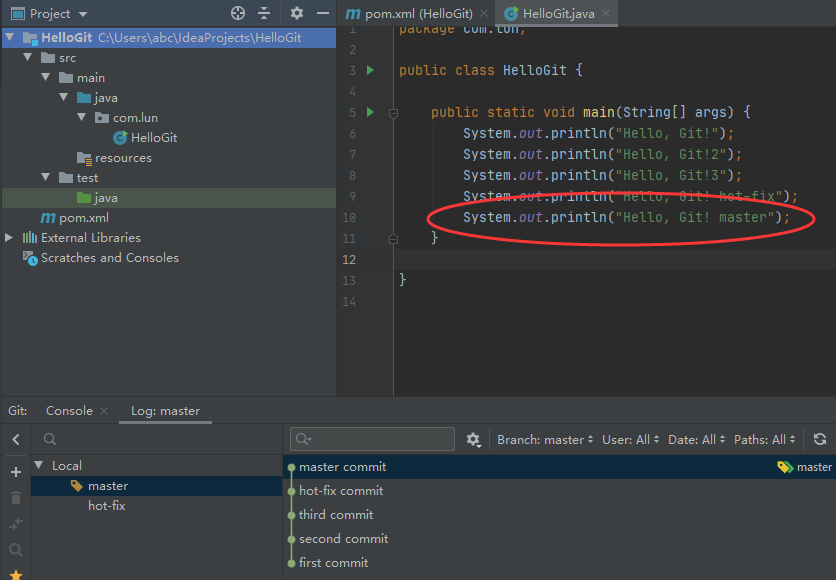 Project
HelloGit C:\Users\abc\IdeaProjects\HelloGit
src
main
java
com.lun
HelloGit
resources
test
java
pom.xml
External Libraries
Scratches and Consoles
pom.xml (HelloGit)
HelloGit.java
1 package com.lun;
2
3 public class HelloGit {
4
5 public static void main(String[] args) {
6 System.out.println("Hello, Git!");
7 System.out.println("Hello, Git!2");
8 System.out.println("Hello, Git!3");
9 System.out.println("Hello, Git! hot-fix");
10 System.out.println("Hello, Git! master");
11 }
12
13 }
14
Git: Console Log: master
Branch: master User: All Date: All Paths: All
Local
master
hot-fix
master commit master
hot-fix commit
third commit
second commit
first commit